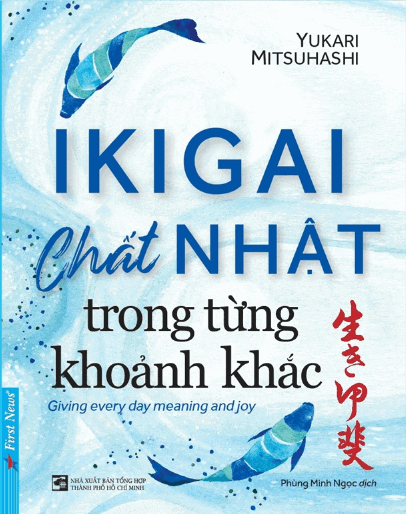 YUKARI
MITSUHASHI
IKIGAI
Chất NHẬT
trong từng
khoảnh khắc
Giving every day meaning and joy
生き甲斐
First News
NHÀ XUẤT BẢN TỔNG HỢP
THÀNH PHỐ HỒ CHÍ MINH
Phùng Minh Ngọc dịch